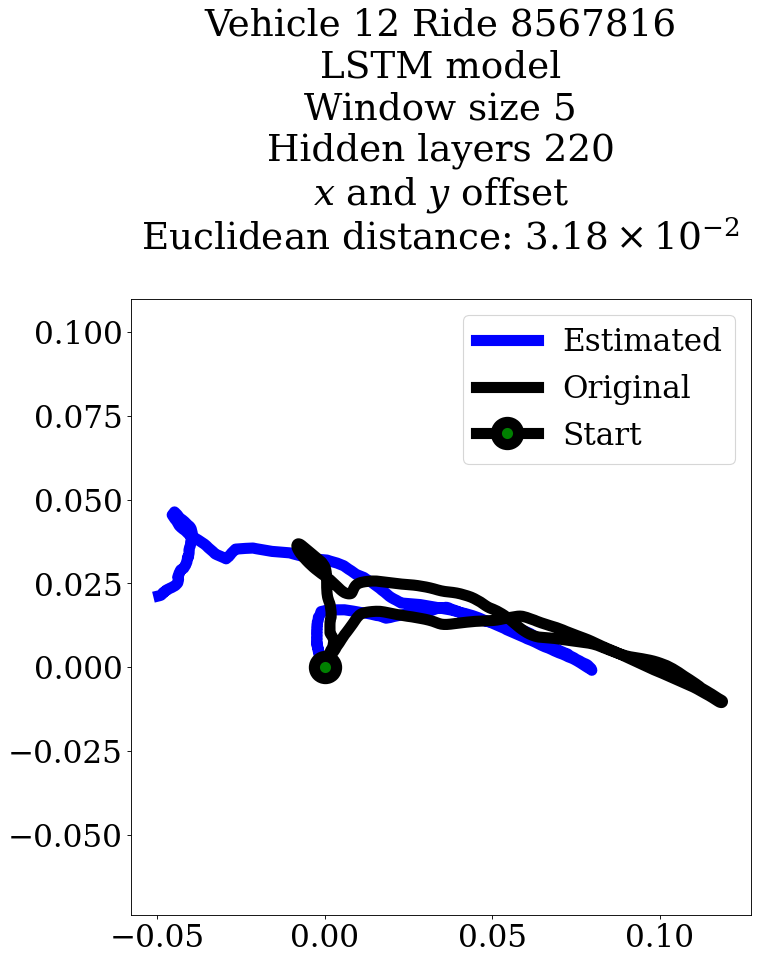 Vehicle 12 Ride 8567816
LSTM model
Window size 5
Hidden layers 220
x and y offset
Euclidean distance: 3.18 × 10⁻²
Estimated
Original
Start
0.100
0.075
0.050
0.025
0.000
−0.025
−0.050
−0.05 0.00 0.05 0.10